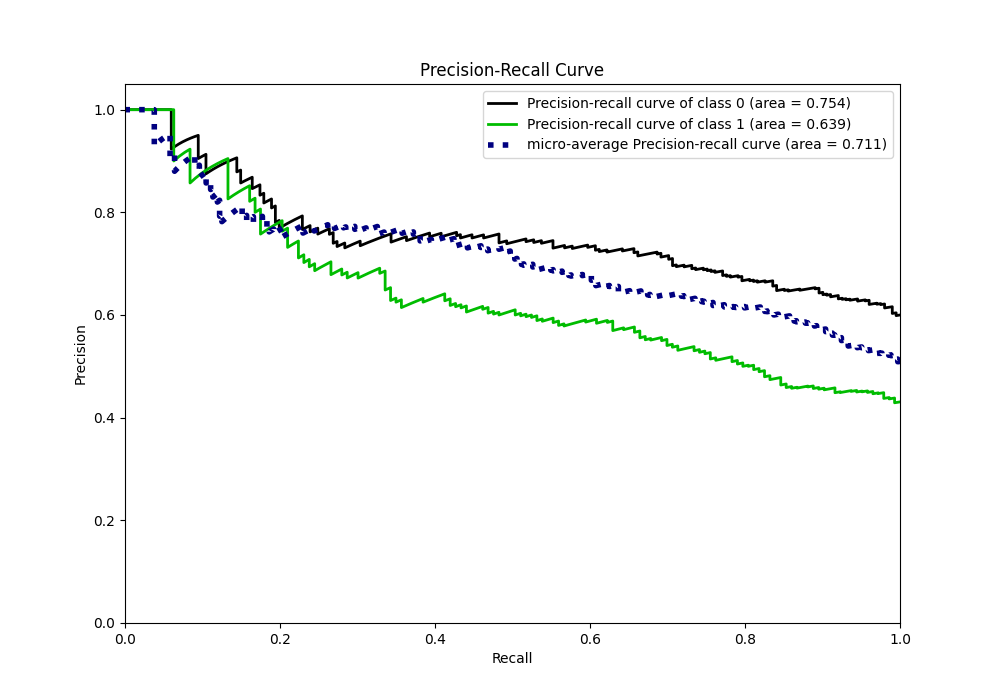 Precision-Recall Curve
Precision-recall curve of class 0 (area = 0.754)
Precision-recall curve of class 1 (area = 0.639)
micro-average Precision-recall curve (area = 0.711)
Precision
1.0
0.8
0.6
0.4
0.2
0.0
0.0 0.2 0.4 0.6 0.8 1.0
Recall